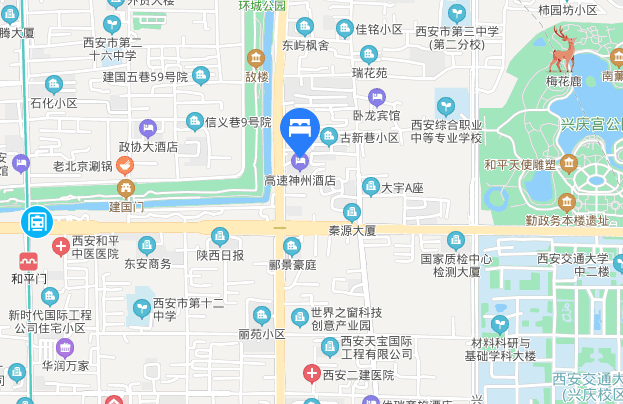 外贸大厦
环城公园
柿园坊小区
腾大厦
西安市第二
十六中学
佳铭小区
西安市第三中学
(第二分校)
东屿枫舍
敌楼
瑞花苑
梅花鹿
建国五巷59号院
石化小区
卧龙宾馆
信义巷9号院
西安综合职业
中等专业学校
兴庆宫公
政协大酒店
古新巷小区
老北京涮锅
和平天使雕塑
高速神州酒店
大宇A座
建国门
勤政务本楼遗址
秦源大厦
西安和平
中医医院
东安商务
陕西日报
郦景豪庭
国家质检中心
检测大厦
西安交通大学
中二楼
和平门
新时代国际工程
公司住宅小区
西安市第十二
中学
世界之窗科技
创意产业园
丽苑小区
材料科研与
基础学科大楼
西安天宝国际
工程有限公司
华润万家
西安二建医院
西安交通大
(兴庆校区